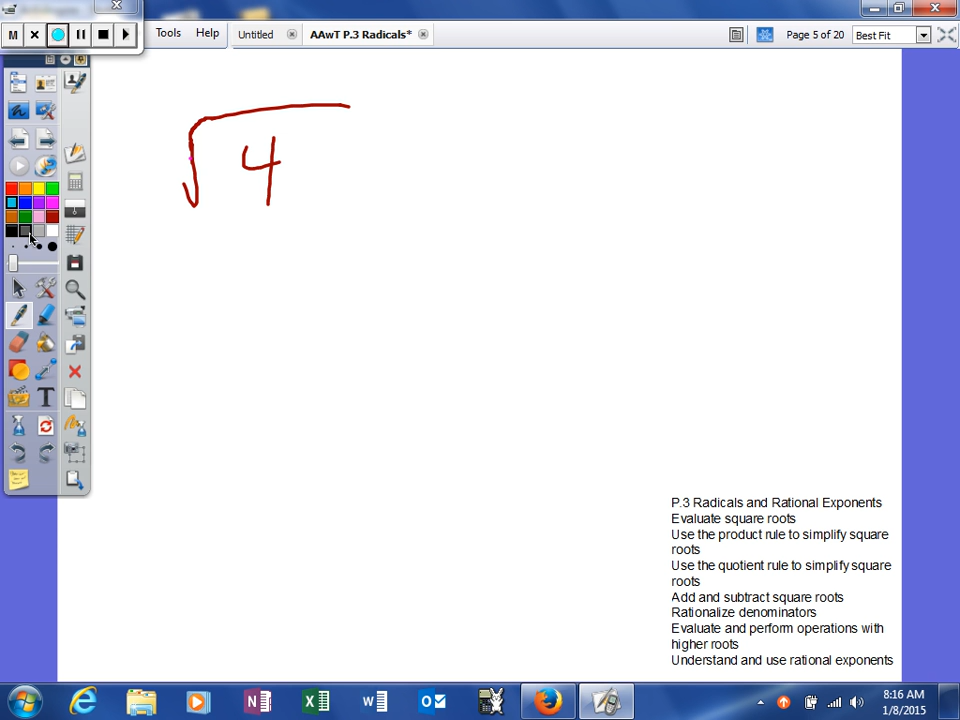 M
Tools Help Untitled AAwT P.3 Radicals* Page 5 of 20 Best Fit
√4
T
P.3 Radicals and Rational Exponents
Evaluate square roots
Use the product rule to simplify square
roots
Use the quotient rule to simplify square
roots
Add and subtract square roots
Rationalize denominators
Evaluate and perform operations with
higher roots
Understand and use rational exponents
8:16 AM
1/8/2015